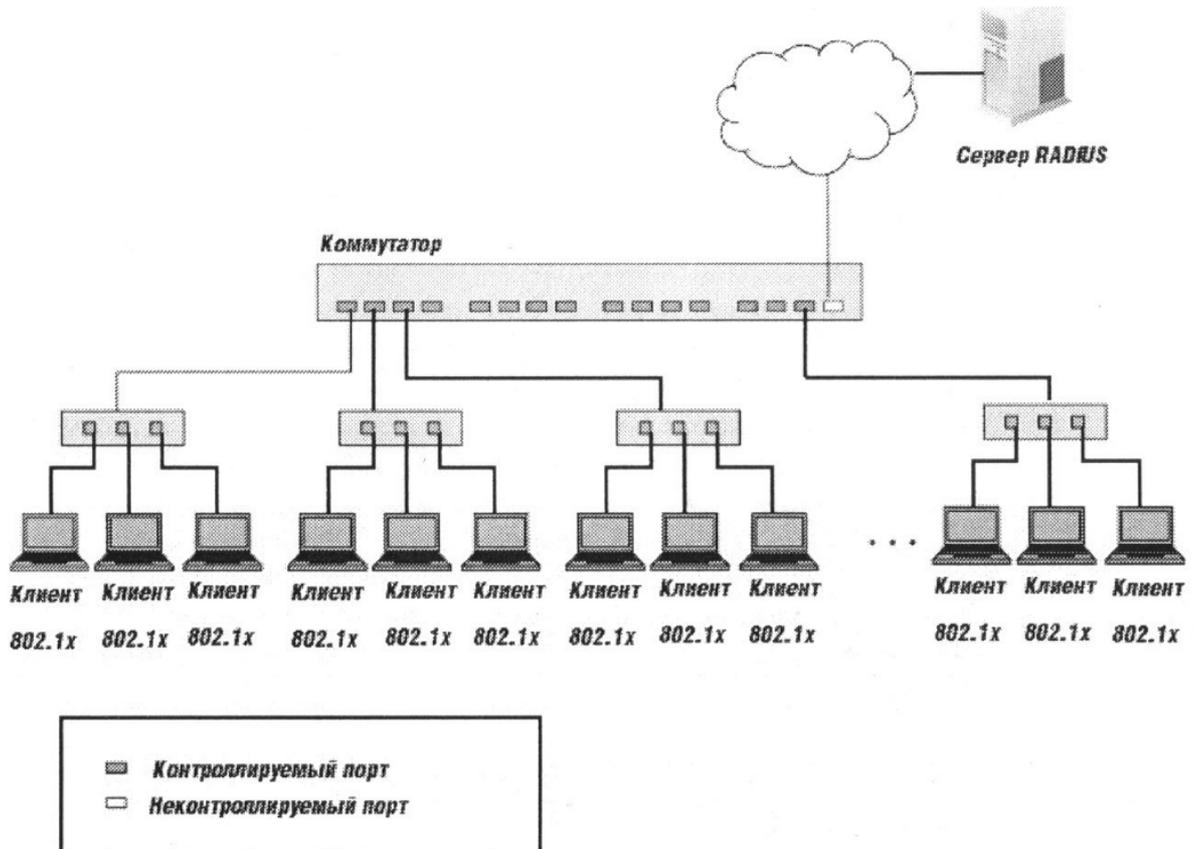 Сервер RADIUS
Коммутатор
Клиент Клиент Клиент Клиент Клиент Клиент Клиент Клиент Клиент Клиент Клиент Клиент
802.1x 802.1x 802.1x 802.1x 802.1x 802.1x 802.1x 802.1x 802.1x ... 802.1x 802.1x 802.1x
Контроллируемый порт
Неконтроллируемый порт